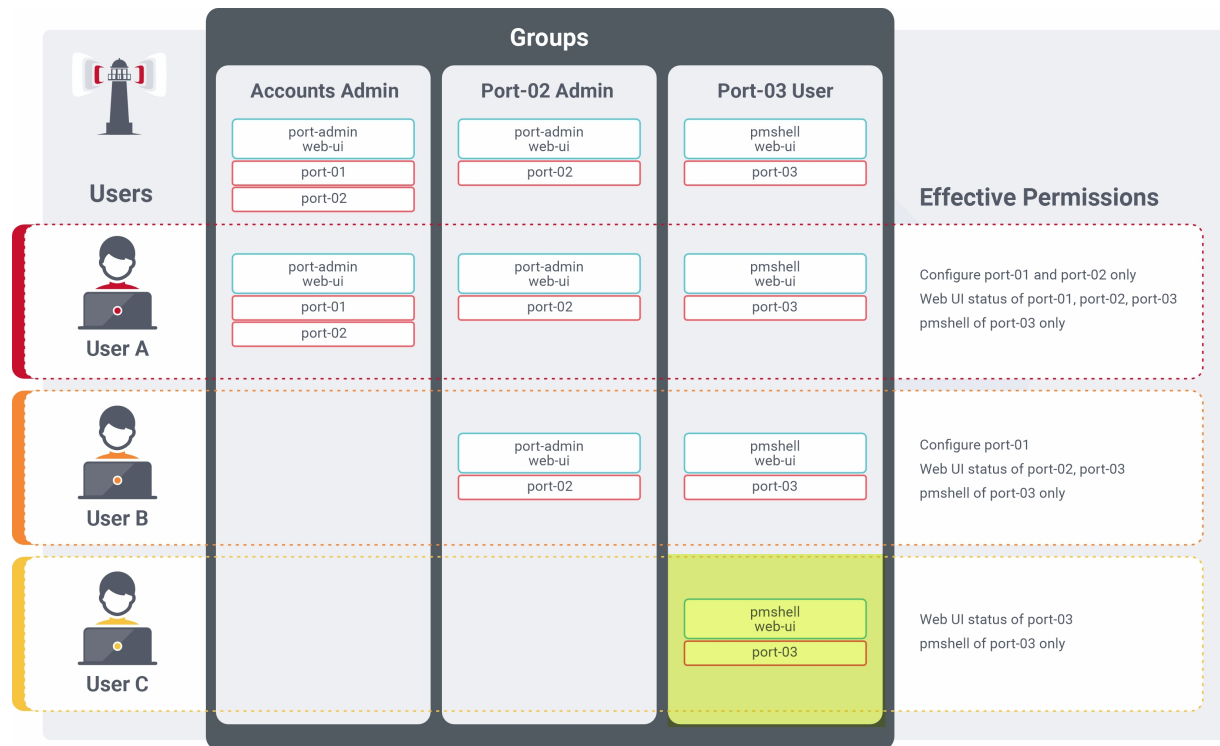 Groups
Accounts Admin
Port-02 Admin
Port-03 User
port-admin
web-ui
port-01
port-02
port-admin
web-ui
port-02
pmshell
web-ui
port-03
Users
Effective Permissions
User A
port-admin
web-ui
port-01
port-02
port-admin
web-ui
port-02
pmshell
web-ui
port-03
Configure port-01 and port-02 only
Web UI status of port-01, port-02, port-03
pmshell of port-03 only
User B
port-admin
web-ui
port-02
pmshell
web-ui
port-03
Configure port-01
Web UI status of port-02, port-03
pmshell of port-03 only
User C
pmshell
web-ui
port-03
Web UI status of port-03
pmshell of port-03 only